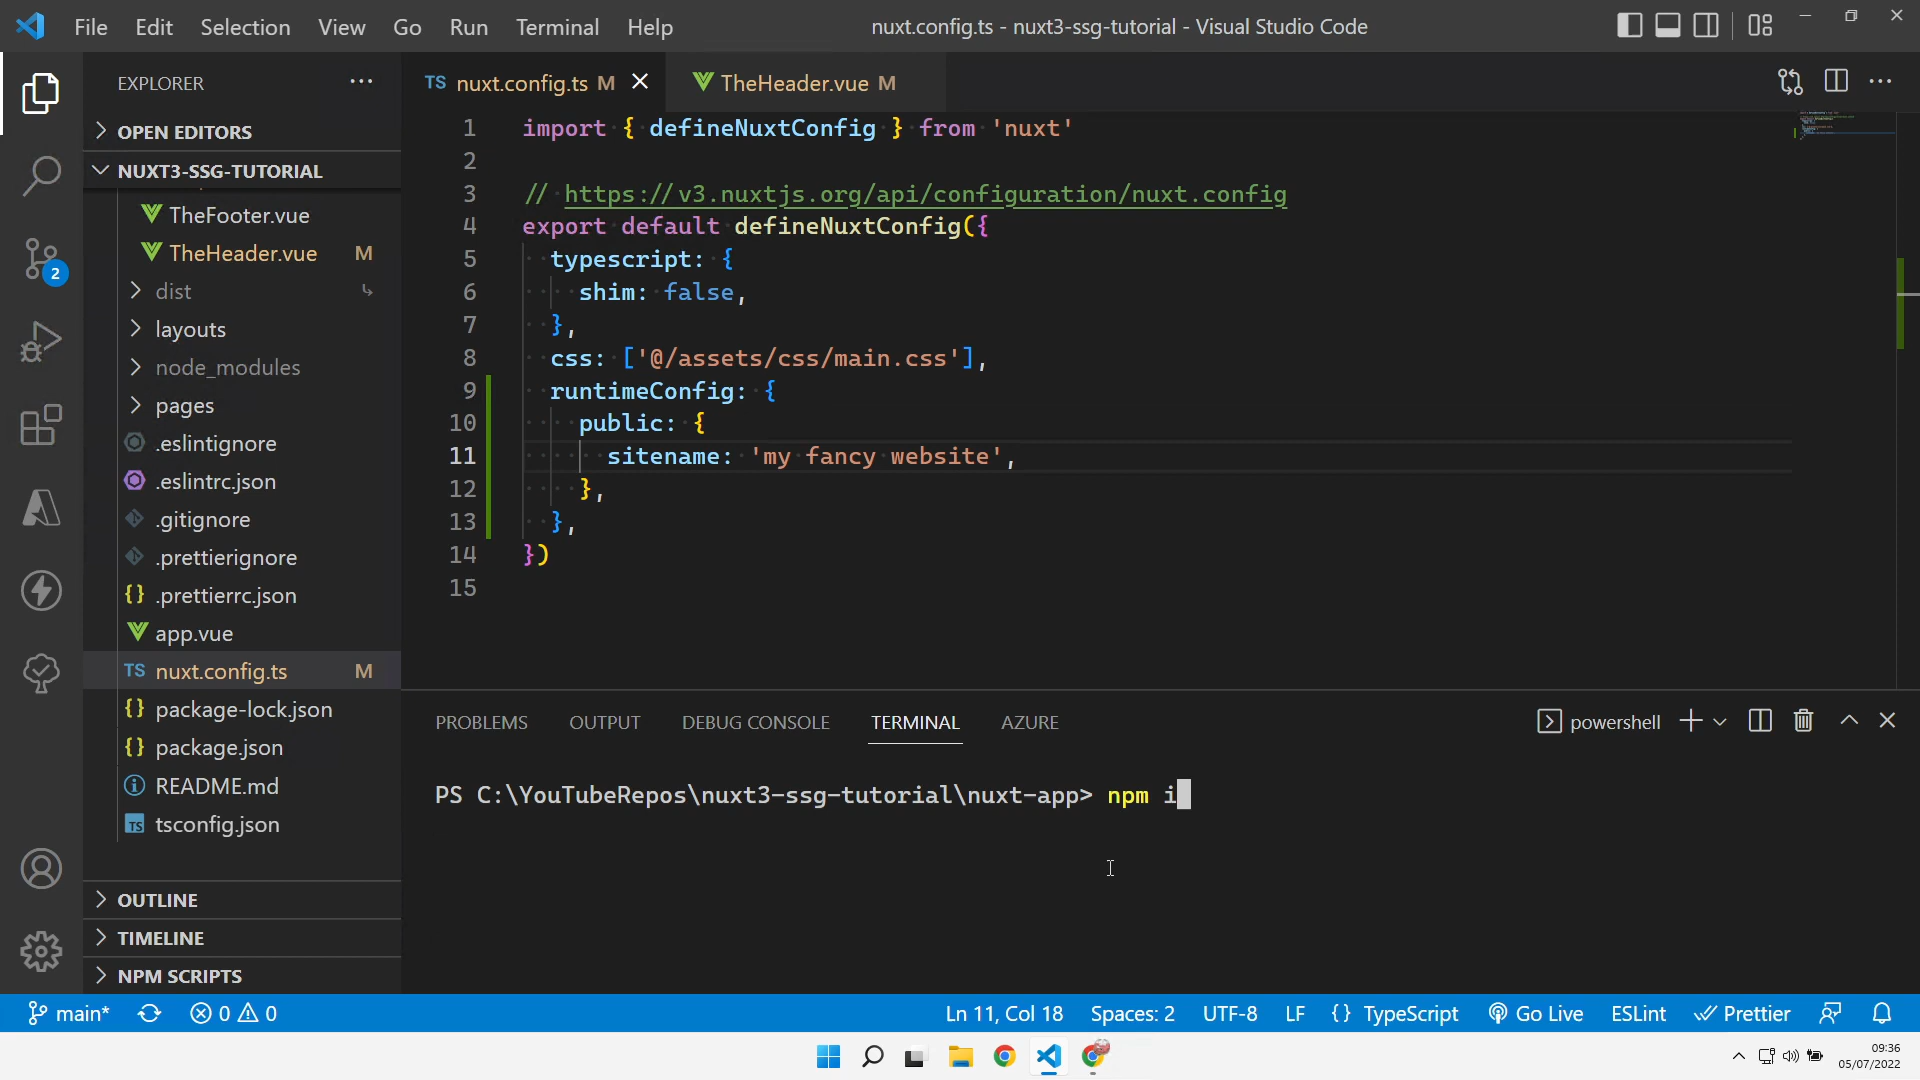 File Edit Selection View Go Run Terminal Help
nuxt.config.ts - nuxt3-ssg-tutorial - Visual Studio Code
EXPLORER
OPEN EDITORS
NUXT3-SSG-TUTORIAL
TheFooter.vue
TheHeader.vue M
dist
layouts
node_modules
pages
.eslintignore
.eslintrc.json
.gitignore
.prettierignore
{} .prettierrc.json
app.vue
TS nuxt.config.ts M
{} package-lock.json
{} package.json
README.md
TS tsconfig.json
OUTLINE
TIMELINE
NPM SCRIPTS
2
TS nuxt.config.ts M
TheHeader.vue M
1 import { defineNuxtConfig } from 'nuxt'
2
3 // https://v3.nuxtjs.org/api/configuration/nuxt.config
4 export default defineNuxtConfig({
5 typescript: {
6 shim: false,
7 },
8 css: ['@/assets/css/main.css'],
9 runtimeConfig: {
10 public: {
11 sitename: 'my fancy website',
12 },
13 },
14 })
15
PROBLEMS OUTPUT DEBUG CONSOLE TERMINAL AZURE
powershell
PS C:\YouTubeRepos\nuxt3-ssg-tutorial\nuxt-app> npm i
main* 0 0
Ln 11, Col 18 Spaces: 2 UTF-8 LF {} TypeScript Go Live ESLint Prettier
09:36
05/07/2022